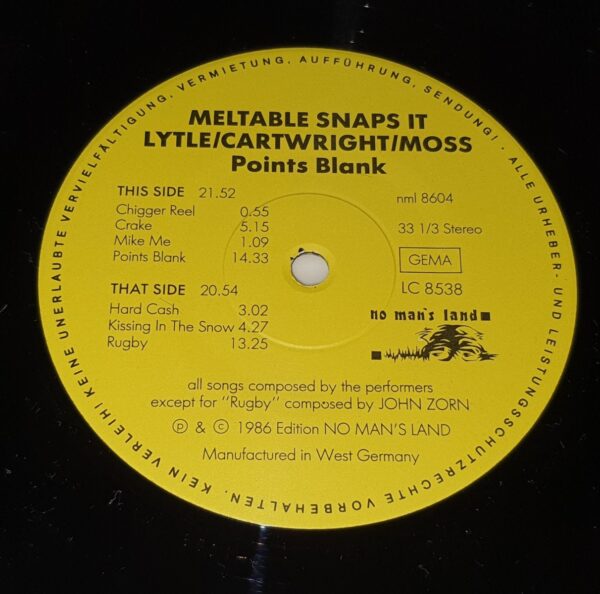 MELTABLE SNAPS IT
LYTLE/CARTWRIGHT/MOSS
Points Blank
THIS SIDE 21.52
Chigger Reel 0.55
Crake 5.15
Mike Me 1.09
Points Blank 14.33
THAT SIDE 20.54
Hard Cash 3.02
Kissing In The Snow 4.27
Rugby 13.25
nml 8604
33 1/3 Stereo
GEMA
LC 8538
no man's land
all songs composed by the performers
except for "Rugby" composed by JOHN ZORN
℗ & © 1986 Edition NO MAN'S LAND
Manufactured in West Germany
ALLE URHEBER- UND LEISTUNGSSCHUTZRECHTE VORBEHALTEN. KEIN VERLEIH! KEINE UNERLAUBTE VERVIELFÄLTIGUNG, VERMIETUNG, AUFFÜHRUNG, SENDUNG!